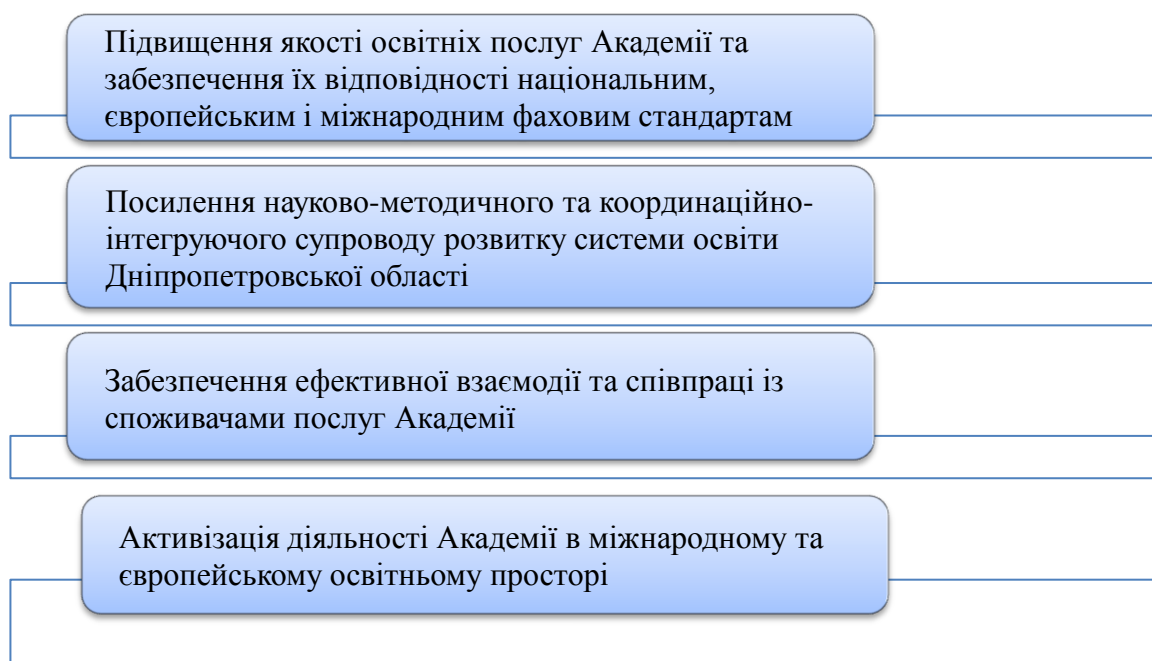 Підвищення якості освітніх послуг Академії та
забезпечення їх відповідності національним,
європейським і міжнародним фаховим стандартам
Посилення науково-методичного та координаційно-
інтегруючого супроводу розвитку системи освіти
Дніпропетровської області
Забезпечення ефективної взаємодії та співпраці із
споживачами послуг Академії
Активізація діяльності Академії в міжнародному та
європейському освітньому просторі